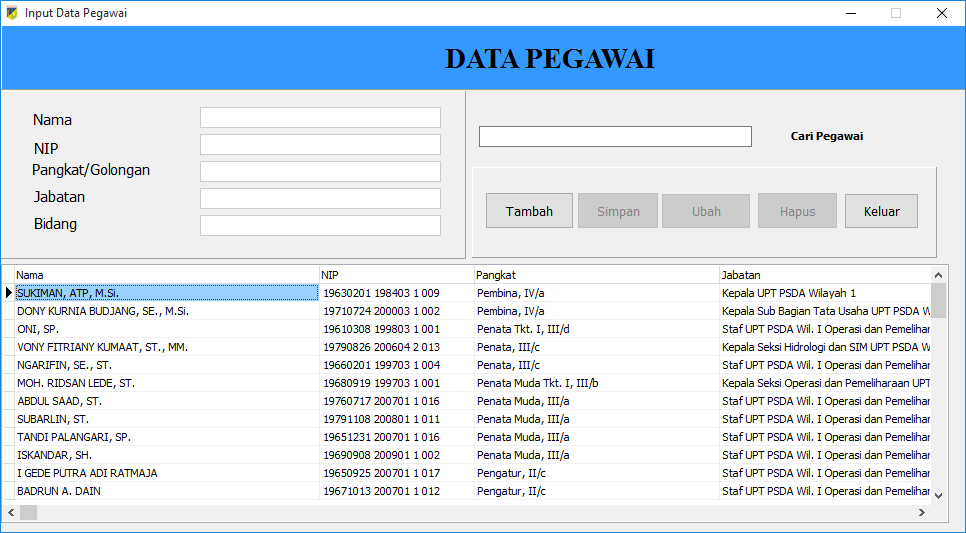 Input Data Pegawai
DATA PEGAWAI
Nama
NIP
Pangkat/Golongan
Jabatan
Bidang
Cari Pegawai
Tambah Simpan Ubah Hapus Keluar
Nama NIP Pangkat Jabatan
SUKIMAN, ATP, M.Si. 19630201 198403 1 009 Pembina, IV/a Kepala UPT PSDA Wilayah 1
DONY KURNIA BUDJANG, SE., M.Si. 19710724 200003 1 002 Pembina, IV/a Kepala Sub Bagian Tata Usaha UPT PSDA W
ONI, SP. 19610308 199803 1 001 Penata Tkt. I, III/d Staf UPT PSDA Wil. I Operasi dan Pemelihar
VONY FITRIANY KUMAAT, ST., MM. 19790826 200604 2 013 Penata, III/c Kepala Seksi Hidrologi dan SIM UPT PSDA W
NGARIFIN, SE., ST. 19660201 199703 1 004 Penata, III/c Staf UPT PSDA Wil. I Operasi dan Pemelihar
MOH. RIDSAN LEDE, ST. 19680919 199703 1 001 Penata Muda Tkt. I, III/b Kepala Seksi Operasi dan Pemeliharaan UPT
ABDUL SAAD, ST. 19760717 200701 1 016 Penata Muda, III/a Staf UPT PSDA Wil. I Operasi dan Pemelihar
SUBARLIN, ST. 19791108 200801 1 011 Penata Muda, III/a Staf UPT PSDA Wil. I Operasi dan Pemelihar
TANDI PALANGARI, SP. 19651231 200701 1 016 Penata Muda, III/a Staf UPT PSDA Wil. I Operasi dan Pemelihar
ISKANDAR, SH. 19690908 200901 1 002 Penata Muda, III/a Staf UPT PSDA Wil. I Operasi dan Pemelihar
I GEDE PUTRA ADI RATMAJA 19650925 200701 1 017 Pengatur, II/c Staf UPT PSDA Wil. I Operasi dan Pemelihar
BADRUN A. DAIN 19671013 200701 1 012 Pengatur, II/c Staf UPT PSDA Wil. I Operasi dan Pemelihar